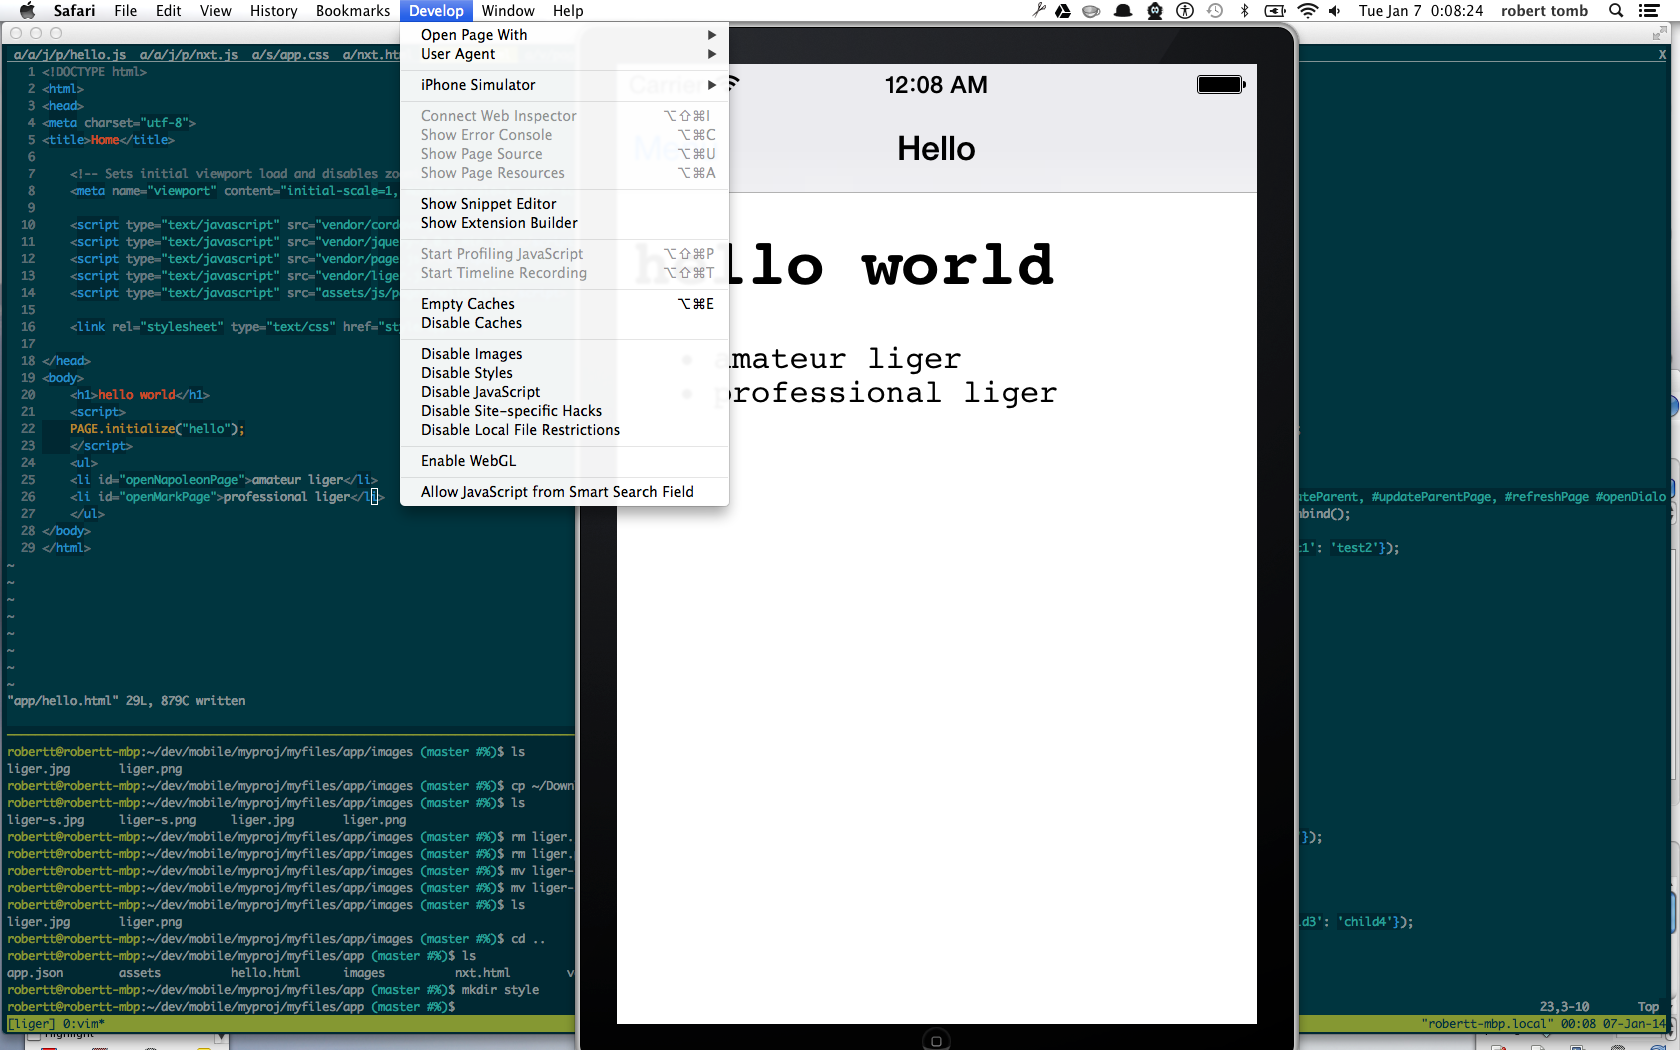 Safari File Edit View History Bookmarks Develop Window Help Tue Jan 7 0:08:24 robert tomb
a/a/j/p/hello.js a/a/j/p/nxt.js a/s/app.css a/nxt.ht X
1 <!DOCTYPE html>
2 <html>
3 <head>
4 <meta charset="utf-8">
5 <title>Home</title>
6
7 <!-- Sets initial viewport load and disables zo
8 <meta name="viewport" content="initial-scale=1,
9
10 <script type="text/javascript" src="vendor/cord
11 <script type="text/javascript" src="vendor/jque
12 <script type="text/javascript" src="vendor/page
13 <script type="text/javascript" src="vendor/lige
14 <script type="text/javascript" src="assets/js/p
15
16 <link rel="stylesheet" type="text/css" href="st
17
18 </head>
19 <body>
20 <h1>hello world</h1>
21 <script>
22 PAGE.initialize("hello");
23 </script>
24 <ul>
25 <li id="openNapoleonPage">amateur liger</li>
26 <li id="openMarkPage">professional liger</li>
27 </ul>
28 </body>
29 </html>
~
~
~
~
~
~
~
~
"app/hello.html" 29L, 879C written
robertt@robertt-mbp:~/dev/mobile/myproj/myfiles/app/images (master #%)$ ls
liger.jpg liger.png
robertt@robertt-mbp:~/dev/mobile/myproj/myfiles/app/images (master #%)$ cp ~/Down
robertt@robertt-mbp:~/dev/mobile/myproj/myfiles/app/images (master #%)$ ls
liger-s.jpg liger-s.png liger.jpg liger.png
robertt@robertt-mbp:~/dev/mobile/myproj/myfiles/app/images (master #%)$ rm liger.
robertt@robertt-mbp:~/dev/mobile/myproj/myfiles/app/images (master #%)$ rm liger.
robertt@robertt-mbp:~/dev/mobile/myproj/myfiles/app/images (master #%)$ mv liger-
robertt@robertt-mbp:~/dev/mobile/myproj/myfiles/app/images (master #%)$ mv liger-
robertt@robertt-mbp:~/dev/mobile/myproj/myfiles/app/images (master #%)$ ls
liger.jpg liger.png
robertt@robertt-mbp:~/dev/mobile/myproj/myfiles/app/images (master #%)$ cd ..
robertt@robertt-mbp:~/dev/mobile/myproj/myfiles/app (master #%)$ ls
app.json assets hello.html images nxt.html v
robertt@robertt-mbp:~/dev/mobile/myproj/myfiles/app (master #%)$ mkdir style
robertt@robertt-mbp:~/dev/mobile/myproj/myfiles/app (master #%)$
[liger] 0:vim*
Highlight
Open Page With
User Agent
iPhone Simulator
Connect Web Inspector ⌥⇧⌘I
Show Error Console ⌥⌘C
Show Page Source ⌥⌘U
Show Page Resources ⌥⌘A
Show Snippet Editor
Show Extension Builder
Start Profiling JavaScript ⌥⇧⌘P
Start Timeline Recording ⌥⇧⌘T
Empty Caches ⌥⌘E
Disable Caches
Disable Images
Disable Styles
Disable JavaScript
Disable Site-specific Hacks
Disable Local File Restrictions
Enable WebGL
Allow JavaScript from Smart Search Field
Carrier 12:08 AM
Hello
hello world
amateur liger
professional liger
ateParent, #updateParentPage, #refreshPage #openDialo
nbind();
t1': 'test2'});
'});
ld3': 'child4'});
23,3-10 Top
"robertt-mbp.local" 00:08 07-Jan-14